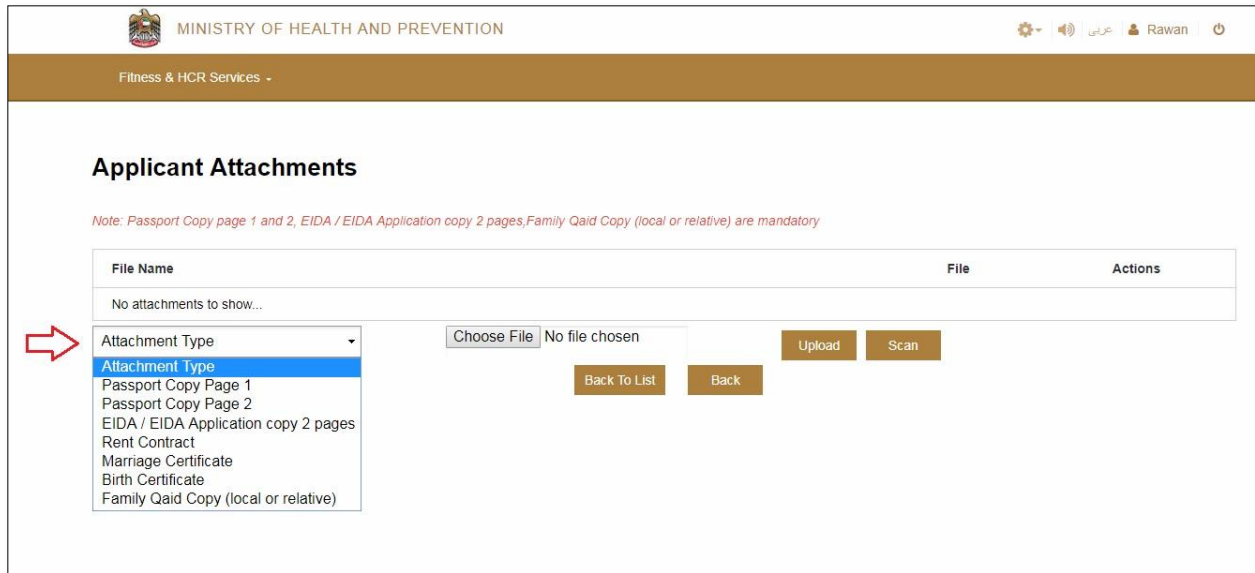 MINISTRY OF HEALTH AND PREVENTION
عربي Rawan
Fitness & HCR Services
Applicant Attachments
Note: Passport Copy page 1 and 2, EIDA / EIDA Application copy 2 pages,Family Qaid Copy (local or relative) are mandatory
File Name File Actions
No attachments to show...
Attachment Type Choose File No file chosen Upload Scan
Attachment Type
Back To List Back
Passport Copy Page 1
Passport Copy Page 2
EIDA / EIDA Application copy 2 pages
Rent Contract
Marriage Certificate
Birth Certificate
Family Qaid Copy (local or relative)